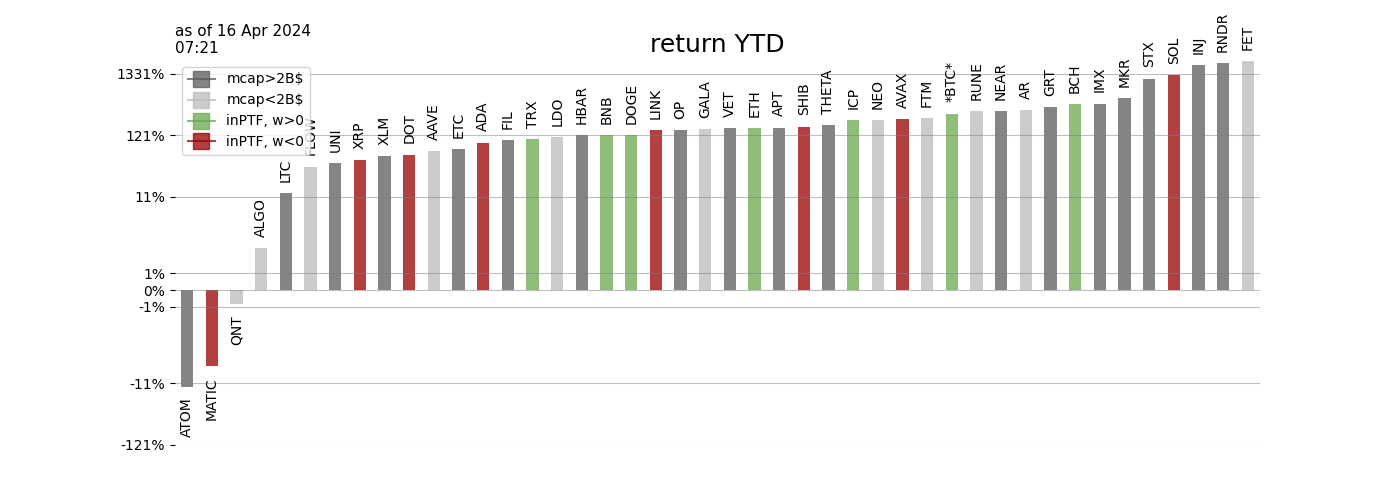 as of 16 Apr 2024
07:21
return YTD
mcap>2B$
mcap<2B$
inPTF, w>0
inPTF, w<0
1331%
121%
11%
1%
0%
-1%
-11%
-121%
ATOM
MATIC
QNT
ALGO
LTC
FLOW
UNI
XRP
XLM
DOT
AAVE
ETC
ADA
FIL
TRX
LDO
HBAR
BNB
DOGE
LINK
OP
GALA
VET
ETH
APT
SHIB
THETA
ICP
NEO
AVAX
FTM
*BTC*
RUNE
NEAR
AR
GRT
BCH
IMX
MKR
STX
SOL
INJ
RNDR
FET